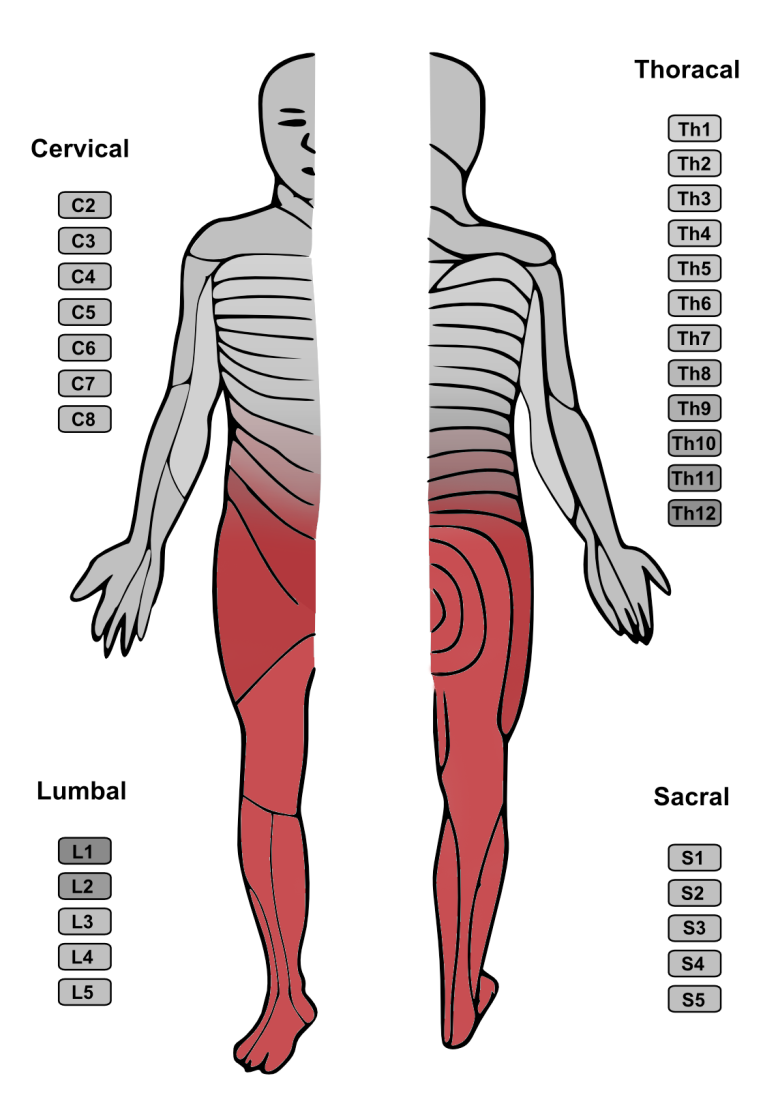 Cervical
C2
C3
C4
C5
C6
C7
C8
Thoracal
Th1
Th2
Th3
Th4
Th5
Th6
Th7
Th8
Th9
Th10
Th11
Th12
Lumbal
L1
L2
L3
L4
L5
Sacral
S1
S2
S3
S4
S5